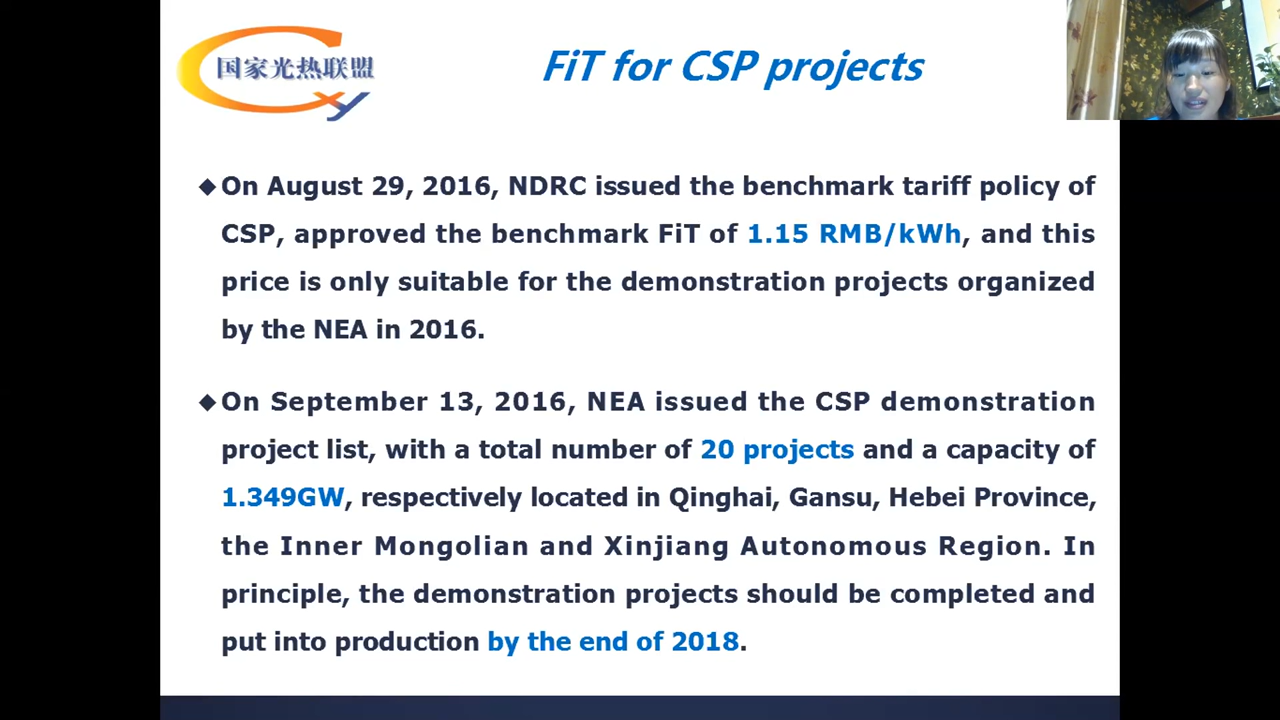 国家光热联盟
FiT for CSP projects
◆On August 29, 2016, NDRC issued the benchmark tariff policy of
CSP, approved the benchmark FiT of 1.15 RMB/kWh, and this
price is only suitable for the demonstration projects organized
by the NEA in 2016.
◆On September 13, 2016, NEA issued the CSP demonstration
project list, with a total number of 20 projects and a capacity of
1.349GW, respectively located in Qinghai, Gansu, Hebei Province,
the Inner Mongolian and Xinjiang Autonomous Region. In
principle, the demonstration projects should be completed and
put into production by the end of 2018.